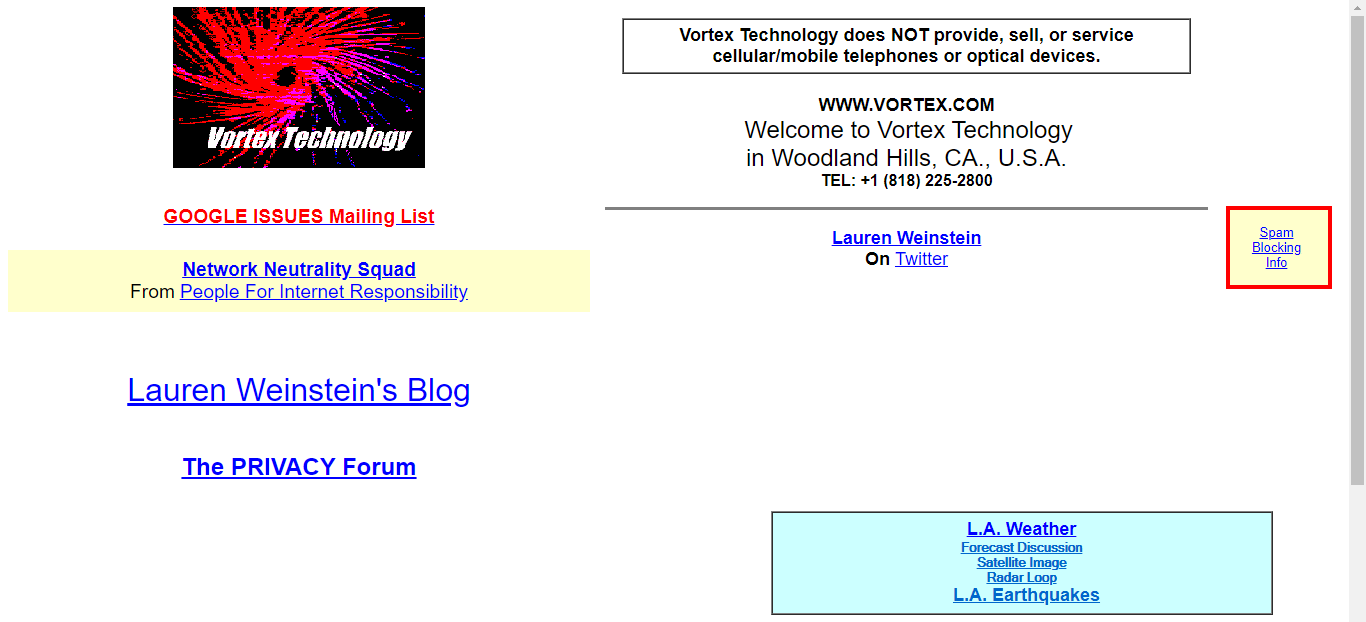 Vortex Technology
GOOGLE ISSUES Mailing List
Network Neutrality Squad
From People For Internet Responsibility
Lauren Weinstein's Blog
The PRIVACY Forum
Vortex Technology does NOT provide, sell, or service
cellular/mobile telephones or optical devices.
WWW.VORTEX.COM
Welcome to Vortex Technology
in Woodland Hills, CA., U.S.A.
TEL: +1 (818) 225-2800
Lauren Weinstein
On Twitter
Spam
Blocking
Info
L.A. Weather
Forecast Discussion
Satellite Image
Radar Loop
L.A. Earthquakes